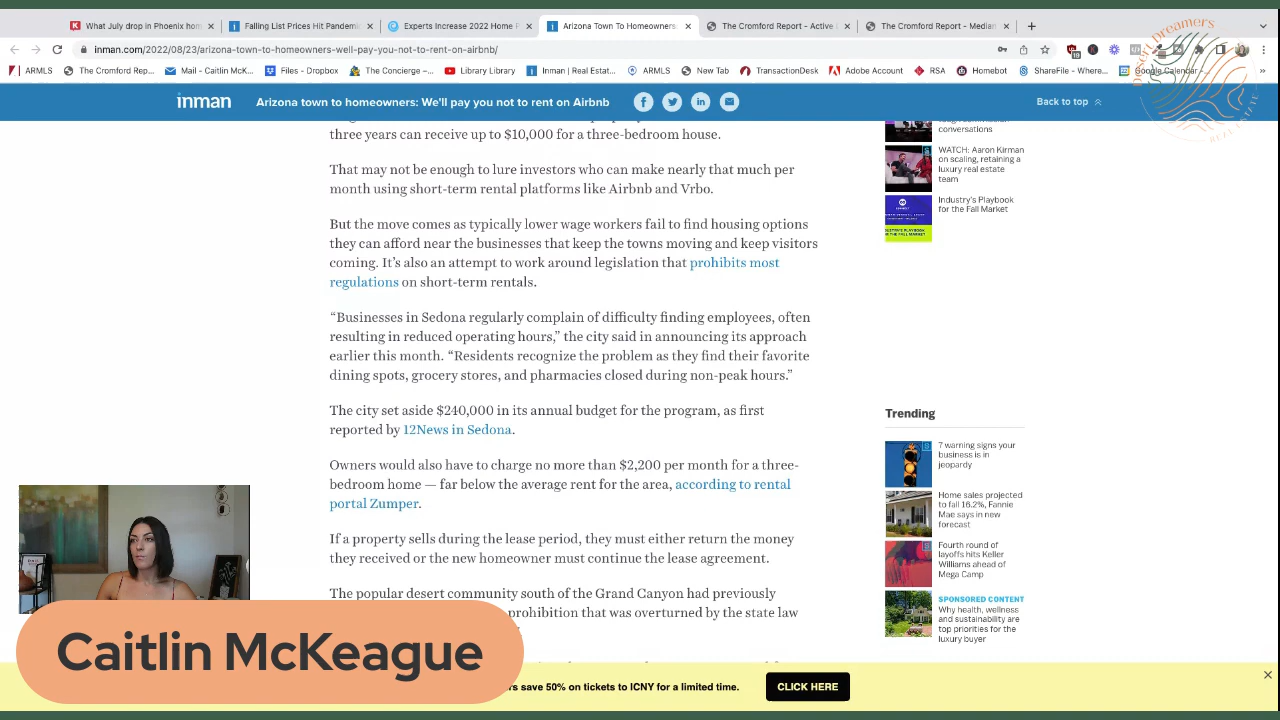 What July drop in Phoenix hom
Falling List Prices Hit Pandemi
Experts Increase 2022 Home P
Arizona Town To Homeowners:
The Cromford Report - Active
The Cromford Report - Median
inman.com/2022/08/23/arizona-town-to-homeowners-well-pay-you-not-to-rent-on-airbnb/
ARMLS
The Cromford Rep...
Mail - Caitlin McK...
Files - Dropbox
The Concierge –...
Library Library
Inman | Real Estat...
ARMLS
New Tab
TransactionDesk
Adobe Account
RSA
Homebot
ShareFile - Where...
Google Calendar -...
Desert Dreamers
REAL ESTATE
inman
Arizona town to homeowners: We'll pay you not to rent on Airbnb
Back to top
three years can receive up to $10,000 for a three-bedroom house.
That may not be enough to lure investors who can make nearly that much per
month using short-term rental platforms like Airbnb and Vrbo.
But the move comes as typically lower wage workers fail to find housing options
they can afford near the businesses that keep the towns moving and keep visitors
coming. It's also an attempt to work around legislation that prohibits most
regulations on short-term rentals.
“Businesses in Sedona regularly complain of difficulty finding employees, often
resulting in reduced operating hours,” the city said in announcing its approach
earlier this month. “Residents recognize the problem as they find their favorite
dining spots, grocery stores, and pharmacies closed during non-peak hours.”
The city set aside $240,000 in its annual budget for the program, as first
reported by 12News in Sedona.
Owners would also have to charge no more than $2,200 per month for a three-
bedroom home — far below the average rent for the area, according to rental
portal Zumper.
If a property sells during the lease period, they must either return the money
they received or the new homeowner must continue the lease agreement.
The popular desert community south of the Grand Canyon had previously
prohibition that was overturned by the state law
conversations
WATCH: Aaron Kirman
on scaling, retaining a
luxury real estate
team
Industry's Playbook
for the Fall Market
Trending
7 warning signs your
business is in
jeopardy
Home sales projected
to fall 16.2%, Fannie
Mae says in new
forecast
Fourth round of
layoffs hits Keller
Williams ahead of
Mega Camp
SPONSORED CONTENT
Why health, wellness
and sustainability are
top priorities for the
luxury buyer
Caitlin McKeague
rs save 50% on tickets to ICNY for a limited time.
CLICK HERE